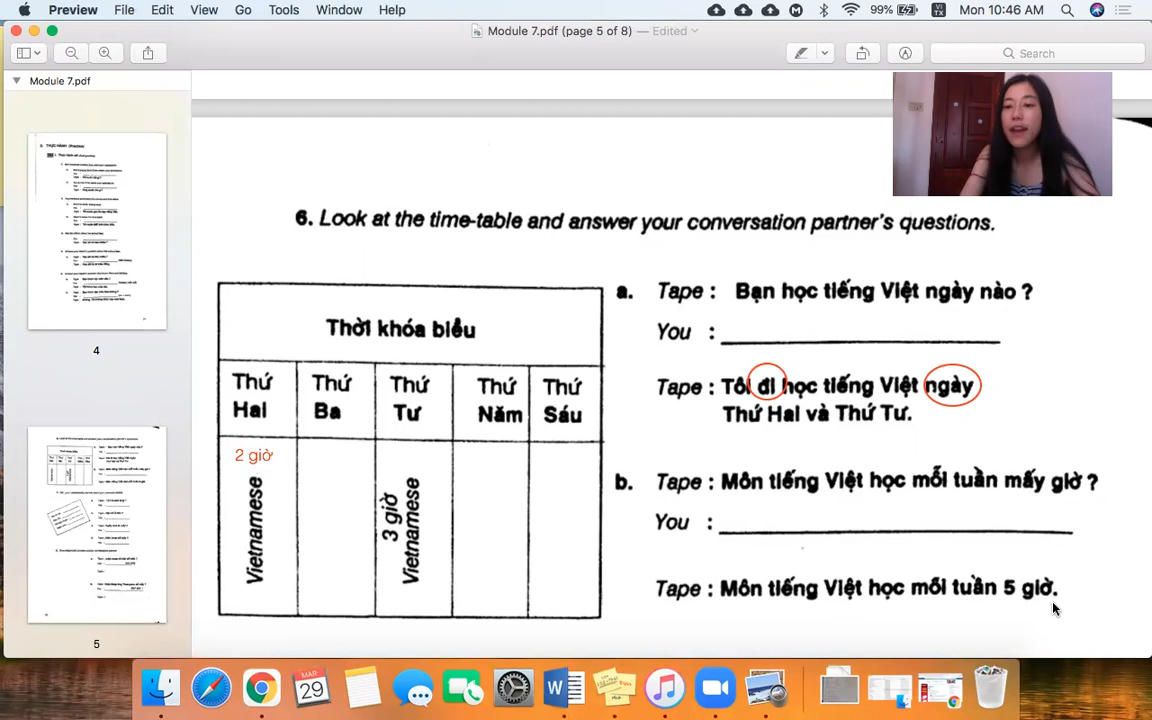 Preview File Edit View Go Tools Window Help 99% VI TX Mon 10:46 AM
Module 7.pdf (page 5 of 8) — Edited
Search
Module 7.pdf
4
5
6. Look at the time-table and answer your conversation partner's questions.
Thời khóa biểu
Thứ Hai
Thứ Ba
Thứ Tư
Thứ Năm
Thứ Sáu
2 giờ
Vietnamese
3 giờ
Vietnamese
a. Tape : Bạn học tiếng Việt ngày nào ?
You :
Tape : Tôi đi học tiếng Việt ngày
Thứ Hai và Thứ Tư.
b. Tape : Môn tiếng Việt học mỗi tuần mấy giờ ?
You :
Tape : Môn tiếng Việt học mỗi tuần 5 giờ.
MAR
29